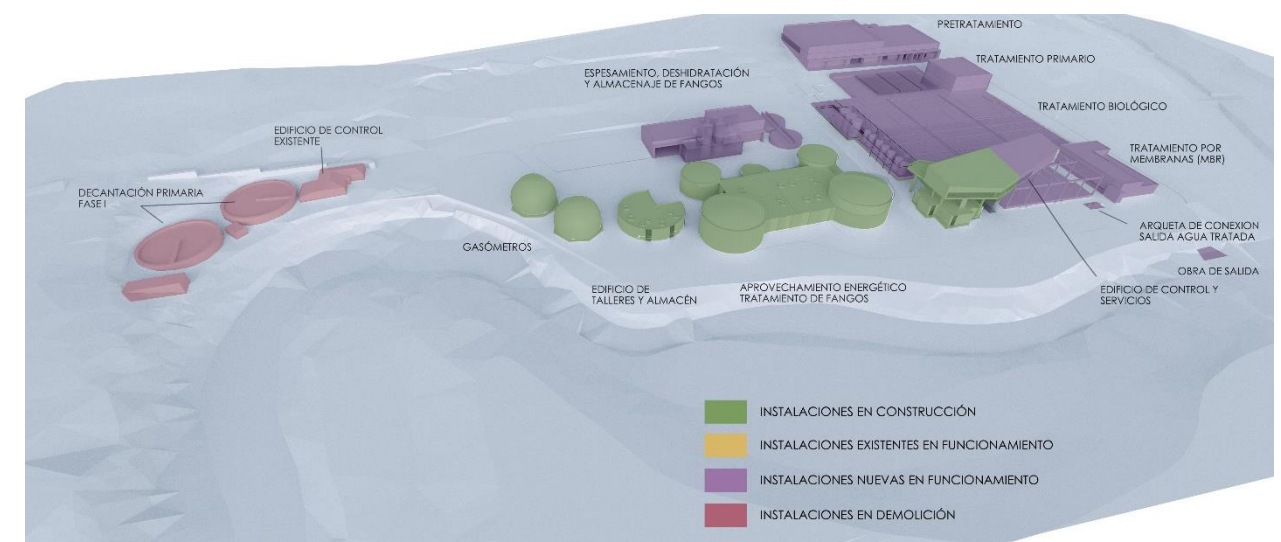 PRETRATAMIENTO
TRATAMIENTO PRIMARIO
ESPESAMIENTO, DESHIDRATACIÓN
Y ALMACENAJE DE FANGOS
TRATAMIENTO BIOLÓGICO
EDIFICIO DE CONTROL
EXISTENTE
TRATAMIENTO POR
MEMBRANAS (MBR)
DECANTACIÓN PRIMARIA
FASE I
ARQUETA DE CONEXION
SALIDA AGUA TRATADA
GASÓMETROS
OBRA DE SALIDA
EDIFICIO DE
TALLERES Y ALMACÉN
APROVECHAMIENTO ENERGÉTICO
TRATAMIENTO DE FANGOS
EDIFICIO DE CONTROL Y
SERVICIOS
INSTALACIONES EN CONSTRUCCIÓN
INSTALACIONES EXISTENTES EN FUNCIONAMIENTO
INSTALACIONES NUEVAS EN FUNCIONAMIENTO
INSTALACIONES EN DEMOLICIÓN